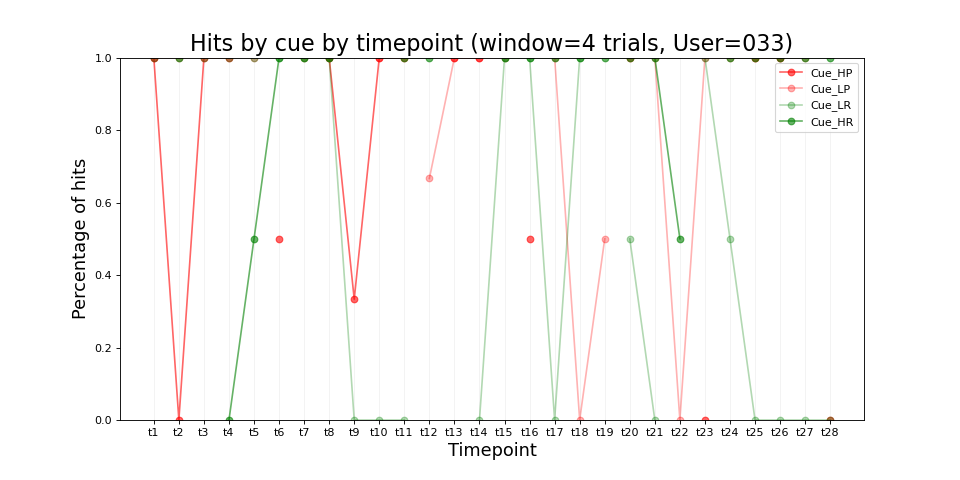 Hits by cue by timepoint (window=4 trials, User=033)
Percentage of hits
1.0
0.8
0.6
0.4
0.2
0.0
Cue_HP
Cue_LP
Cue_LR
Cue_HR
t1 t2 t3 t4 t5 t6 t7 t8 t9 t10 t11 t12 t13 t14 t15 t16 t17 t18 t19 t20 t21 t22 t23 t24 t25 t26 t27 t28
Timepoint